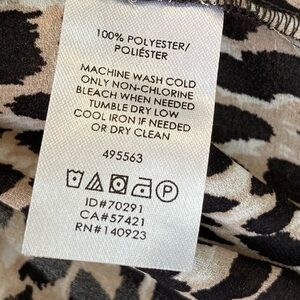 100% POLYESTER/
POLIÉSTER
MACHINE WASH COLD
ONLY NON-CHLORINE
BLEACH WHEN NEEDED
TUMBLE DRY LOW
COOL IRON IF NEEDED
OR DRY CLEAN
495563
P
ID#70291
CA#57421
RN#140923